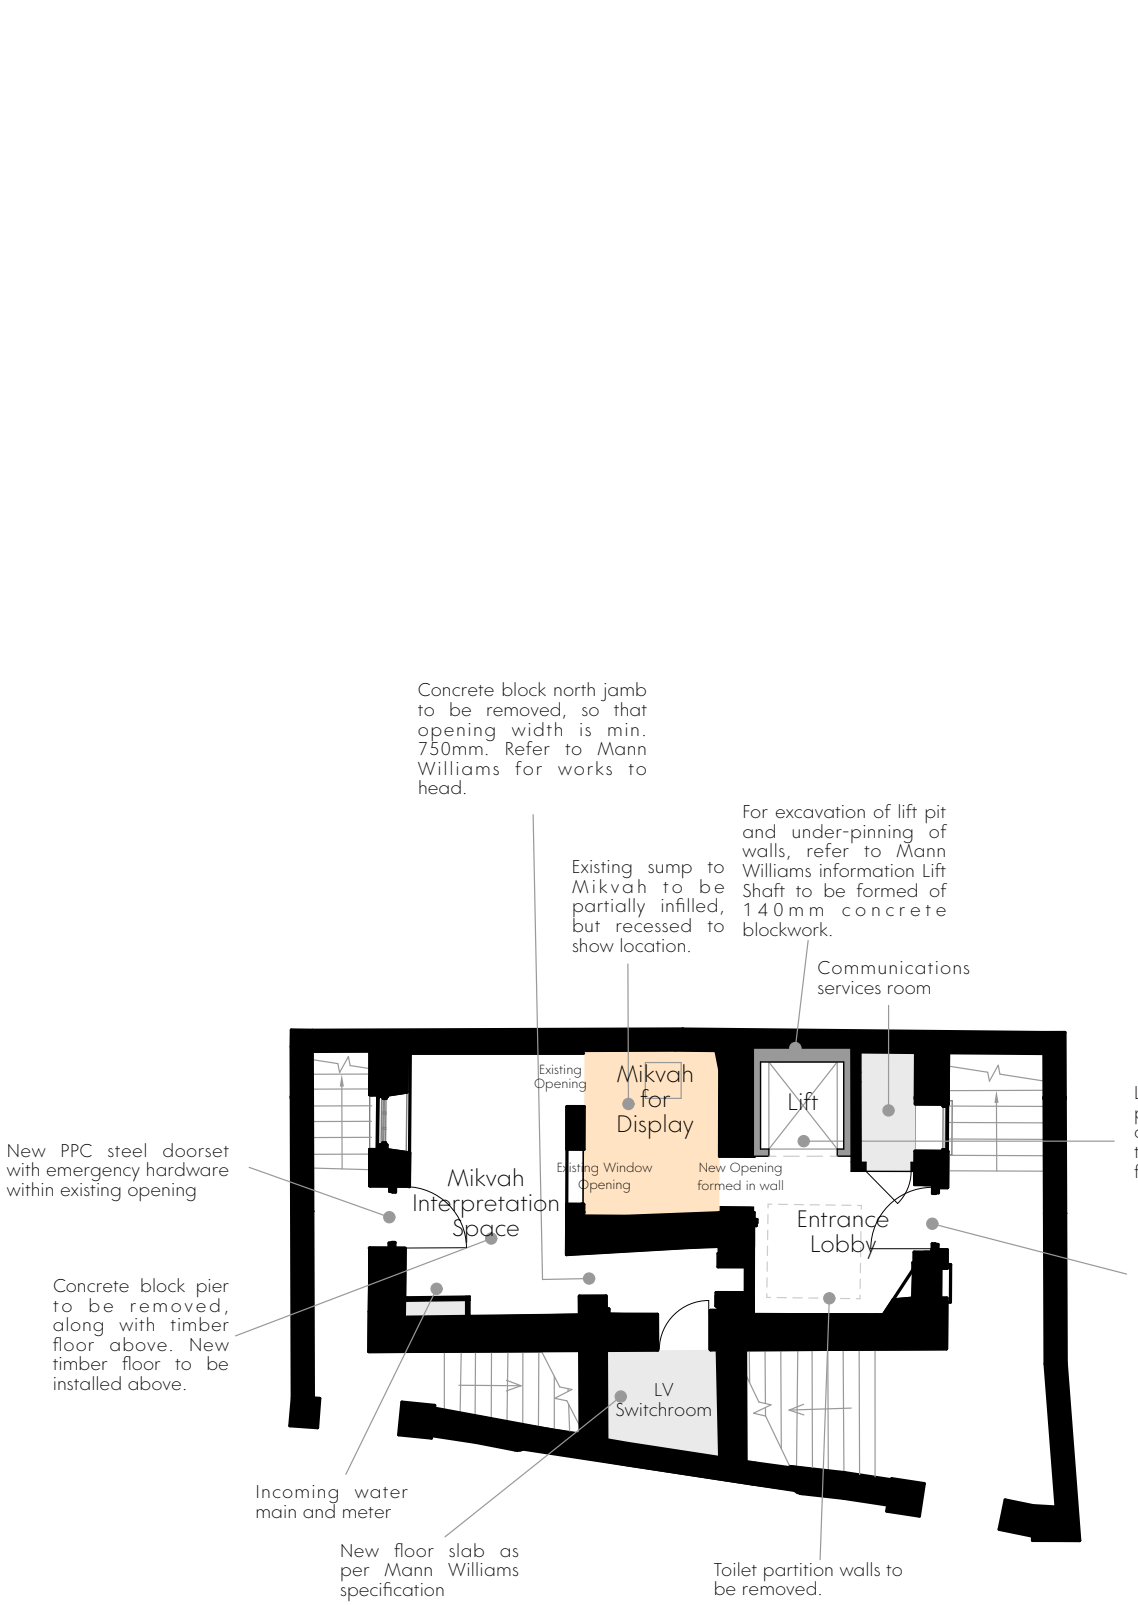 Concrete block north jamb
to be removed, so that
opening width is min.
750mm. Refer to Mann
Williams for works to
head.
For excavation of lift pit
and under-pinning of
walls, refer to Mann
Williams information Lift
Shaft to be formed of
140mm concrete
blockwork.
Existing sump to
Mikvah to be
partially infilled,
but recessed to
show location.
Communications
services room
Existing
Opening
Mikvah
for
Display
Lift
New PPC steel doorset
with emergency hardware
within existing opening
Mikvah
Interpretation
Space
Existing Window
Opening
New Opening
formed in wall
Entrance
Lobby
Concrete block pier
to be removed,
along with timber
floor above. New
timber floor to be
installed above.
LV
Switchroom
Incoming water
main and meter
New floor slab as
per Mann Williams
specification
Toilet partition walls to
be removed.